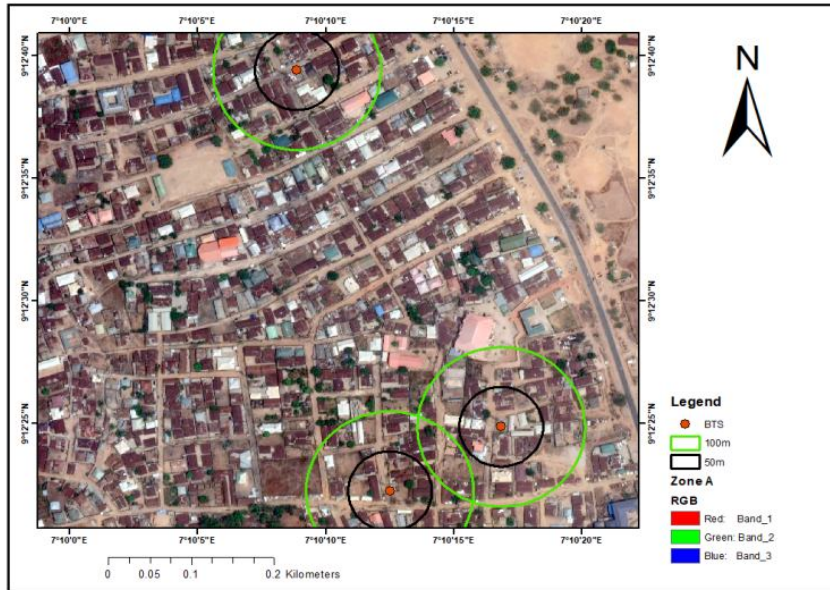 7°10'0"E 7°10'5"E 7°10'10"E 7°10'15"E 7°10'20"E
N
9°12'40"N 9°12'40"N
9°12'35"N 9°12'35"N
9°12'30"N 9°12'30"N
9°12'25"N 9°12'25"N
Legend
BTS
100m
50m
Zone A
RGB
Red: Band_1
Green: Band_2
Blue: Band_3
7°10'0"E 7°10'5"E 7°10'10"E 7°10'15"E 7°10'20"E
0 0.05 0.1 0.2 Kilometers